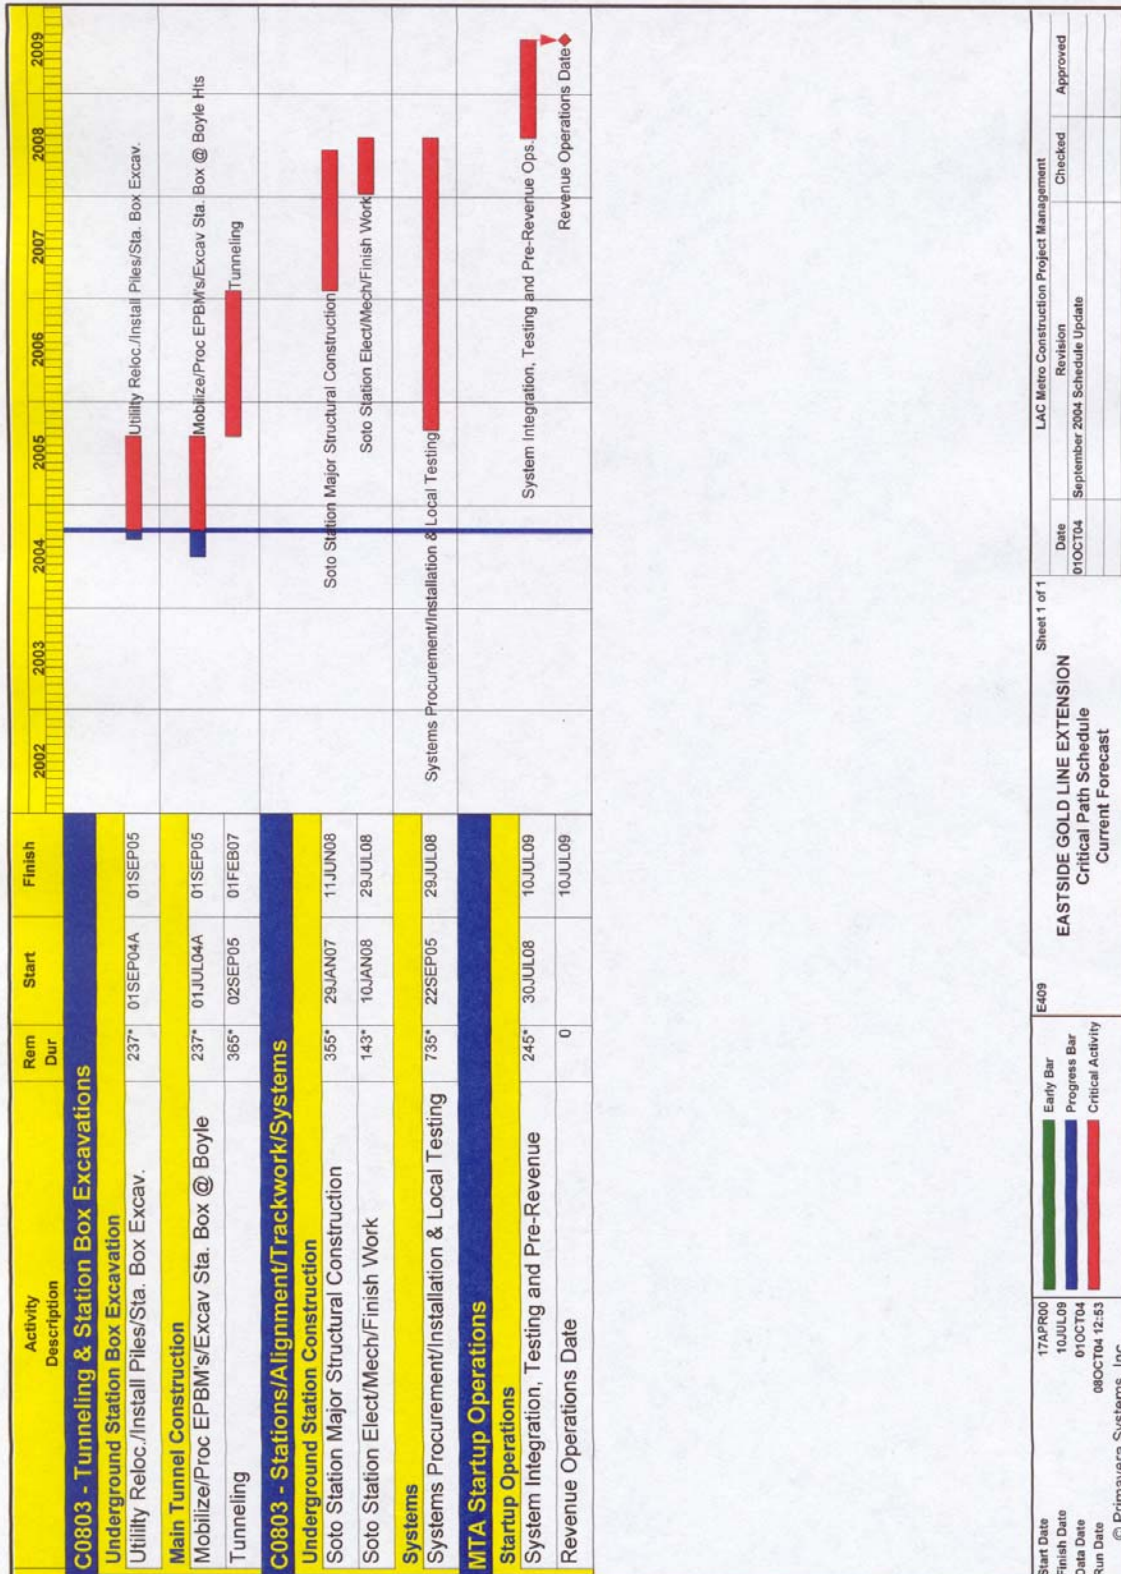 Activity Description Rem Dur Start Finish 2002 2003 2004 2005 2006 2007 2008 2009
C0803 - Tunneling & Station Box Excavations
Underground Station Box Excavation
Utililty Reloc./Install Piles/Sta. Box Excav. 237* 01SEP04A 01SEP05 Utililty Reloc./Install Piles/Sta. Box Excav.
Main Tunnel Construction
Mobilize/Proc EPBM's/Excav Sta. Box @ Boyle 237* 01JUL04A 01SEP05 Mobilize/Proc EPBM's/Excav Sta. Box @ Boyle Hts
Tunneling 365* 02SEP05 01FEB07 Tunneling
C0803 - Stations/Alignment/Trackwork/Systems
Underground Station Construction
Soto Station Major Structural Construction 355* 29JAN07 11JUN08 Soto Station Major Structural Construction
Soto Station Elect/Mech/Finish Work 143* 10JAN08 29JUL08 Soto Station Elect/Mech/Finish Work
Systems
Systems Procurement/Installation & Local Testing 735* 22SEP05 29JUL08 Systems Procurement/Installation & Local Testing
MTA Startup Operations
Startup Operations
System Integration, Testing and Pre-Revenue 245* 30JUL08 10JUL09 System Integration, Testing and Pre-Revenue Ops.
Revenue Operations Date 0 10JUL09 Revenue Operations Date
Start Date 17APR00
Finish Date 10JUL09
Data Date 01OCT04
Run Date 08OCT04 12:53
© Primavera Systems, Inc.
Early Bar
Progress Bar
Critical Activity
E409
Sheet 1 of 1
EASTSIDE GOLD LINE EXTENSION
Critical Path Schedule
Current Forecast
LAC Metro Construction Project Management
Date Revision Checked Approved
01OCT04 September 2004 Schedule Update